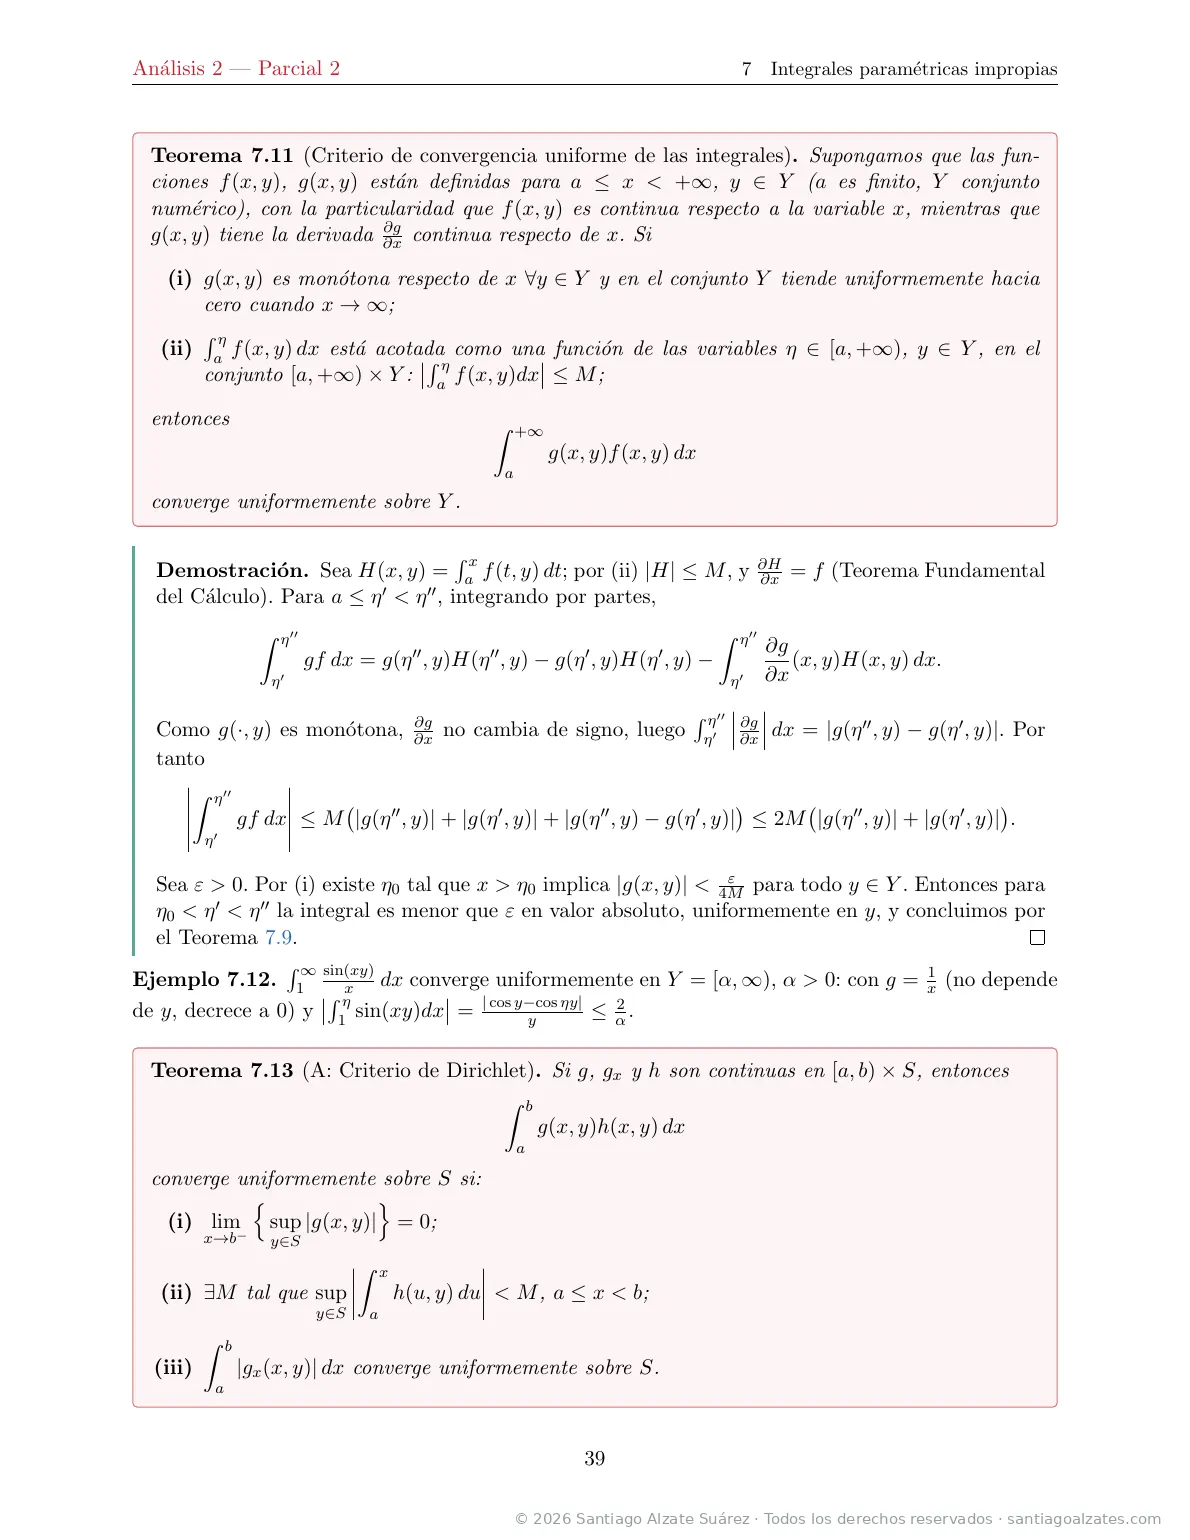 Análisis 2 — Parcial 2
7 Integrales paramétricas impropias
Teorema 7.11 (Criterio de convergencia uniforme de las integrales). Supongamos que las fun-
ciones f(x, y), g(x, y) están definidas para a ≤ x < +∞, y ∈ Y (a es finito, Y conjunto
numérico), con la particularidad que f(x, y) es continua respecto a la variable x, mientras que
g(x, y) tiene la derivada ∂g/∂x continua respecto de x. Si
(i) g(x, y) es monótona respecto de x ∀y ∈ Y y en el conjunto Y tiende uniformemente hacia
cero cuando x → ∞;
(ii) ∫_a^η f(x, y) dx está acotada como una función de las variables η ∈ [a, +∞), y ∈ Y, en el
conjunto [a, +∞) × Y: |∫_a^η f(x, y)dx| ≤ M;
entonces
∫_a^{+∞} g(x, y)f(x, y) dx
converge uniformemente sobre Y.
Demostración. Sea H(x, y) = ∫_a^x f(t, y) dt; por (ii) |H| ≤ M, y ∂H/∂x = f (Teorema Fundamental
del Cálculo). Para a ≤ η′ < η″, integrando por partes,
∫_{η′}^{η″} gf dx = g(η″, y)H(η″, y) − g(η′, y)H(η′, y) − ∫_{η′}^{η″} ∂g/∂x (x, y)H(x, y) dx.
Como g(·, y) es monótona, ∂g/∂x no cambia de signo, luego ∫_{η′}^{η″} |∂g/∂x| dx = |g(η″, y) − g(η′, y)|. Por
tanto
|∫_{η′}^{η″} gf dx| ≤ M(|g(η″, y)| + |g(η′, y)| + |g(η″, y) − g(η′, y)|) ≤ 2M(|g(η″, y)| + |g(η′, y)|).
Sea ε > 0. Por (i) existe η₀ tal que x > η₀ implica |g(x, y)| < ε/4M para todo y ∈ Y. Entonces para
η₀ < η′ < η″ la integral es menor que ε en valor absoluto, uniformemente en y, y concluimos por
el Teorema 7.9. □
Ejemplo 7.12. ∫_1^∞ sin(xy)/x dx converge uniformemente en Y = [α, ∞), α > 0: con g = 1/x (no depende
de y, decrece a 0) y |∫_1^η sin(xy)dx| = |cos y−cos ηy|/y ≤ 2/α.
Teorema 7.13 (A: Criterio de Dirichlet). Si g, g_x y h son continuas en [a, b) × S, entonces
∫_a^b g(x, y)h(x, y) dx
converge uniformemente sobre S si:
(i) lim_{x→b⁻} {sup_{y∈S} |g(x, y)|} = 0;
(ii) ∃M tal que sup_{y∈S} |∫_a^x h(u, y) du| < M, a ≤ x < b;
(iii) ∫_a^b |g_x(x, y)| dx converge uniformemente sobre S.
39
© 2026 Santiago Alzate Suárez · Todos los derechos reservados · santiagoalzates.com